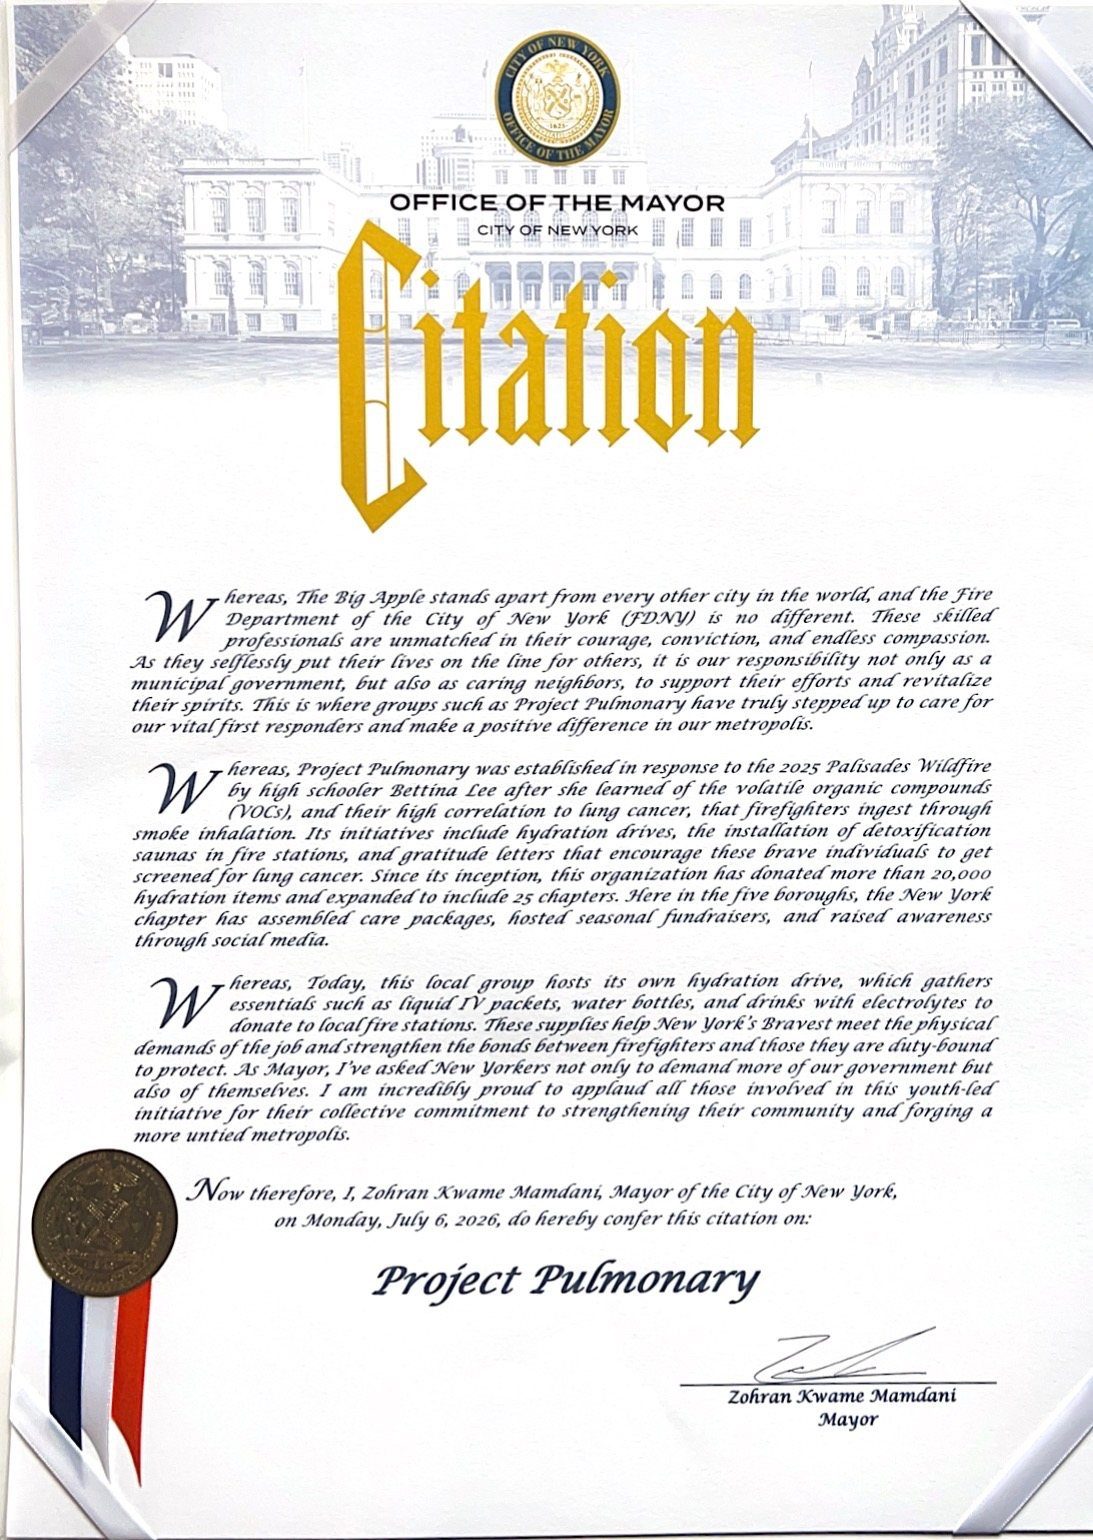 CITY OF NEW YORK
1625
OFFICE OF THE MAYOR
OFFICE OF THE MAYOR
CITY OF NEW YORK
Citation
Whereas, The Big Apple stands apart from every other city in the world, and the Fire
Department of the City of New York (FDNY) is no different. These skilled
professionals are unmatched in their courage, conviction, and endless compassion.
As they selflessly put their lives on the line for others, it is our responsibility not only as a
municipal government, but also as caring neighbors, to support their efforts and revitalize
their spirits. This is where groups such as Project Pulmonary have truly stepped up to care for
our vital first responders and make a positive difference in our metropolis.
Whereas, Project Pulmonary was established in response to the 2025 Palisades Wildfire
by high schooler Bettina Lee after she learned of the volatile organic compounds
(VOCs), and their high correlation to lung cancer, that firefighters ingest through
smoke inhalation. Its initiatives include hydration drives, the installation of detoxification
saunas in fire stations, and gratitude letters that encourage these brave individuals to get
screened for lung cancer. Since its inception, this organization has donated more than 20,000
hydration items and expanded to include 25 chapters. Here in the five boroughs, the New York
chapter has assembled care packages, hosted seasonal fundraisers, and raised awareness
through social media.
Whereas, Today, this local group hosts its own hydration drive, which gathers
essentials such as liquid IV packets, water bottles, and drinks with electrolytes to
donate to local fire stations. These supplies help New York's Bravest meet the physical
demands of the job and strengthen the bonds between firefighters and those they are duty-bound
to protect. As Mayor, I've asked New Yorkers not only to demand more of our government but
also of themselves. I am incredibly proud to applaud all those involved in this youth-led
initiative for their collective commitment to strengthening their community and forging a
more untied metropolis.
Now therefore, I, Zohran Kwame Mamdani, Mayor of the City of New York,
on Monday, July 6, 2026, do hereby confer this citation on:
Project Pulmonary
Zohran Kwame Mamdani
Mayor